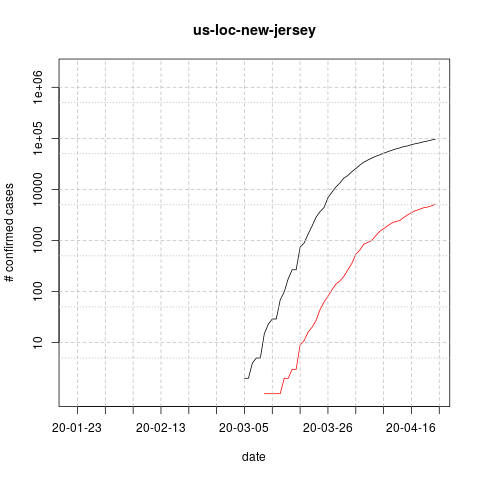 us-loc-new-jersey
# confirmed cases
1e+06
1e+05
10000
1000
100
10
20-01-23
20-02-13
20-03-05
20-03-26
20-04-16
date